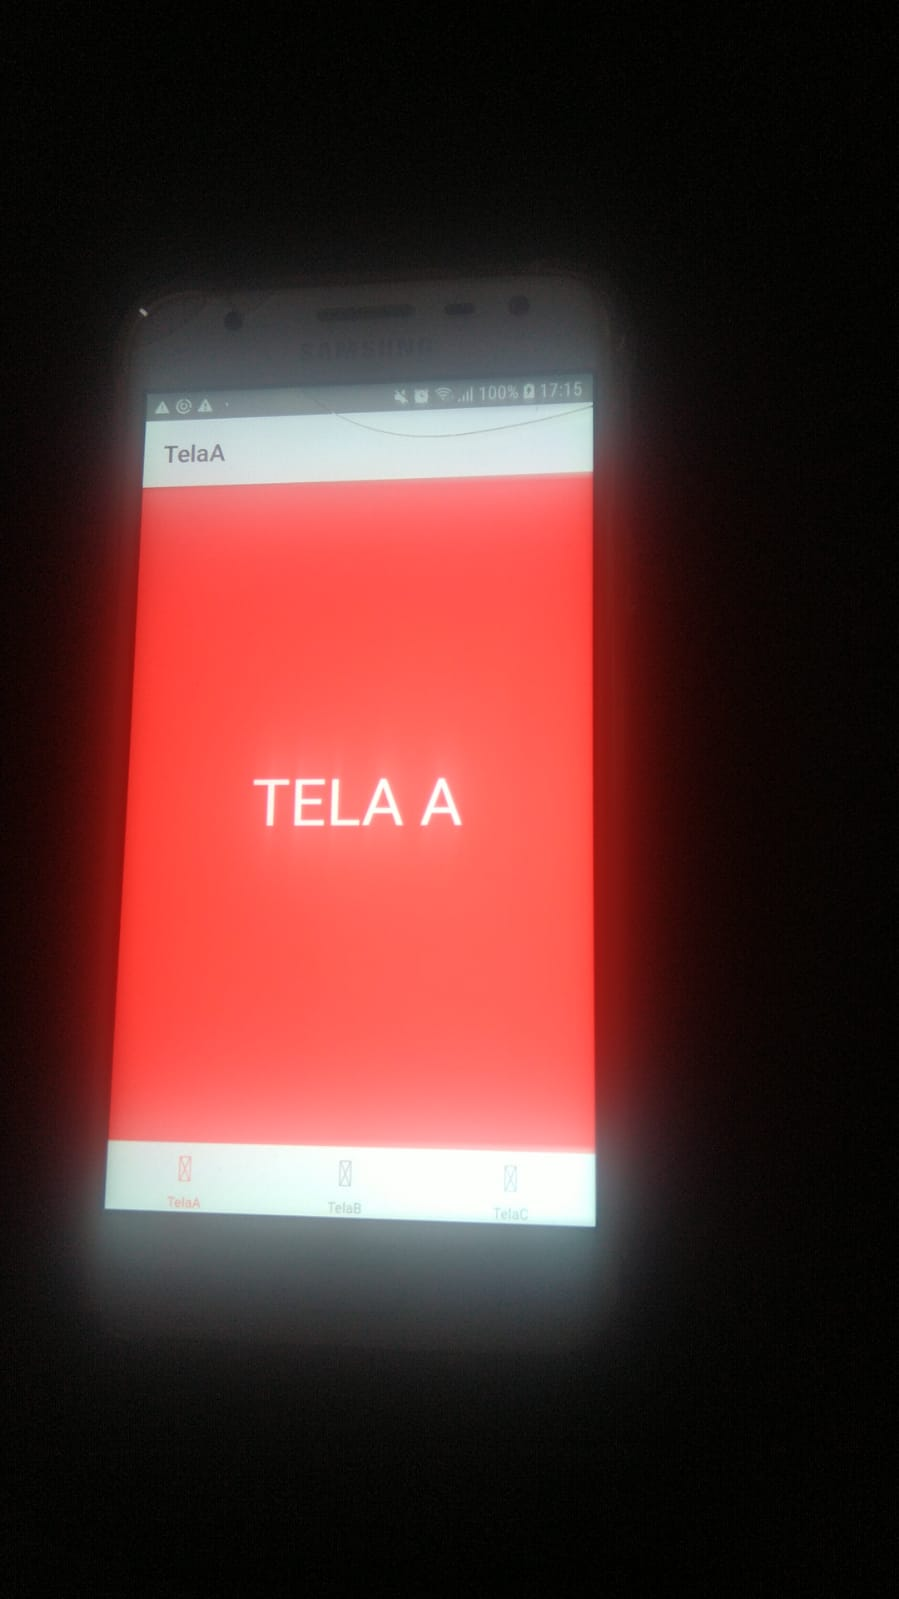 SAMSUNG
100% 17:15
TelaA
TELA A
TelaA TelaB TelaC